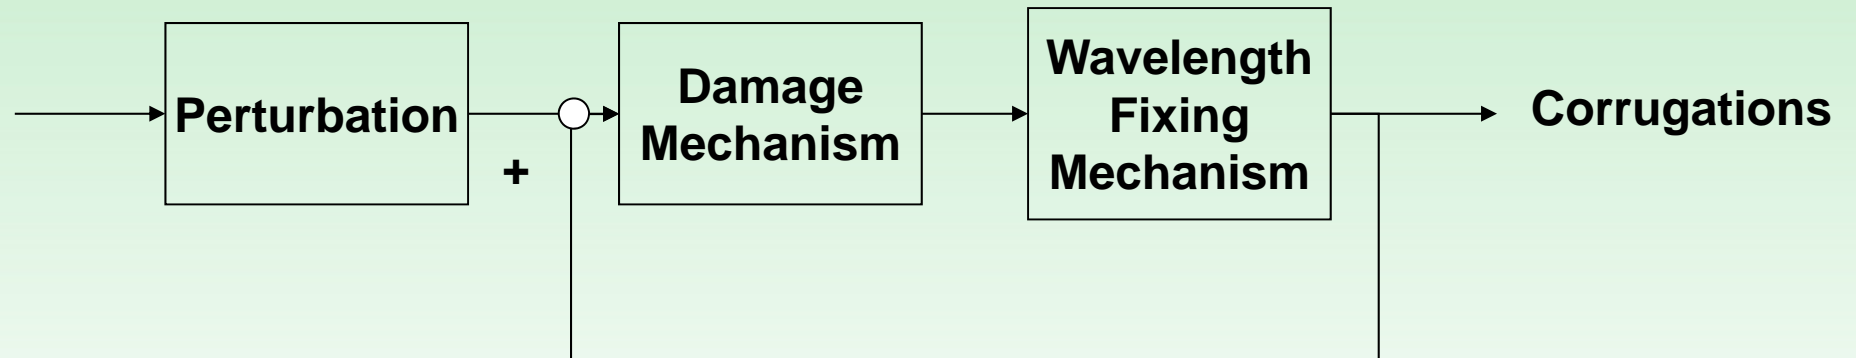 Perturbation
+
Damage
Mechanism
Wavelength
Fixing
Mechanism
Corrugations